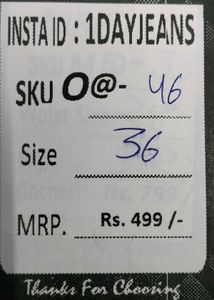 INSTA ID : 1DAYJEANS
SKU O@- 46
Size 36
MRP. Rs. 499 /-
Thanks For Choosing